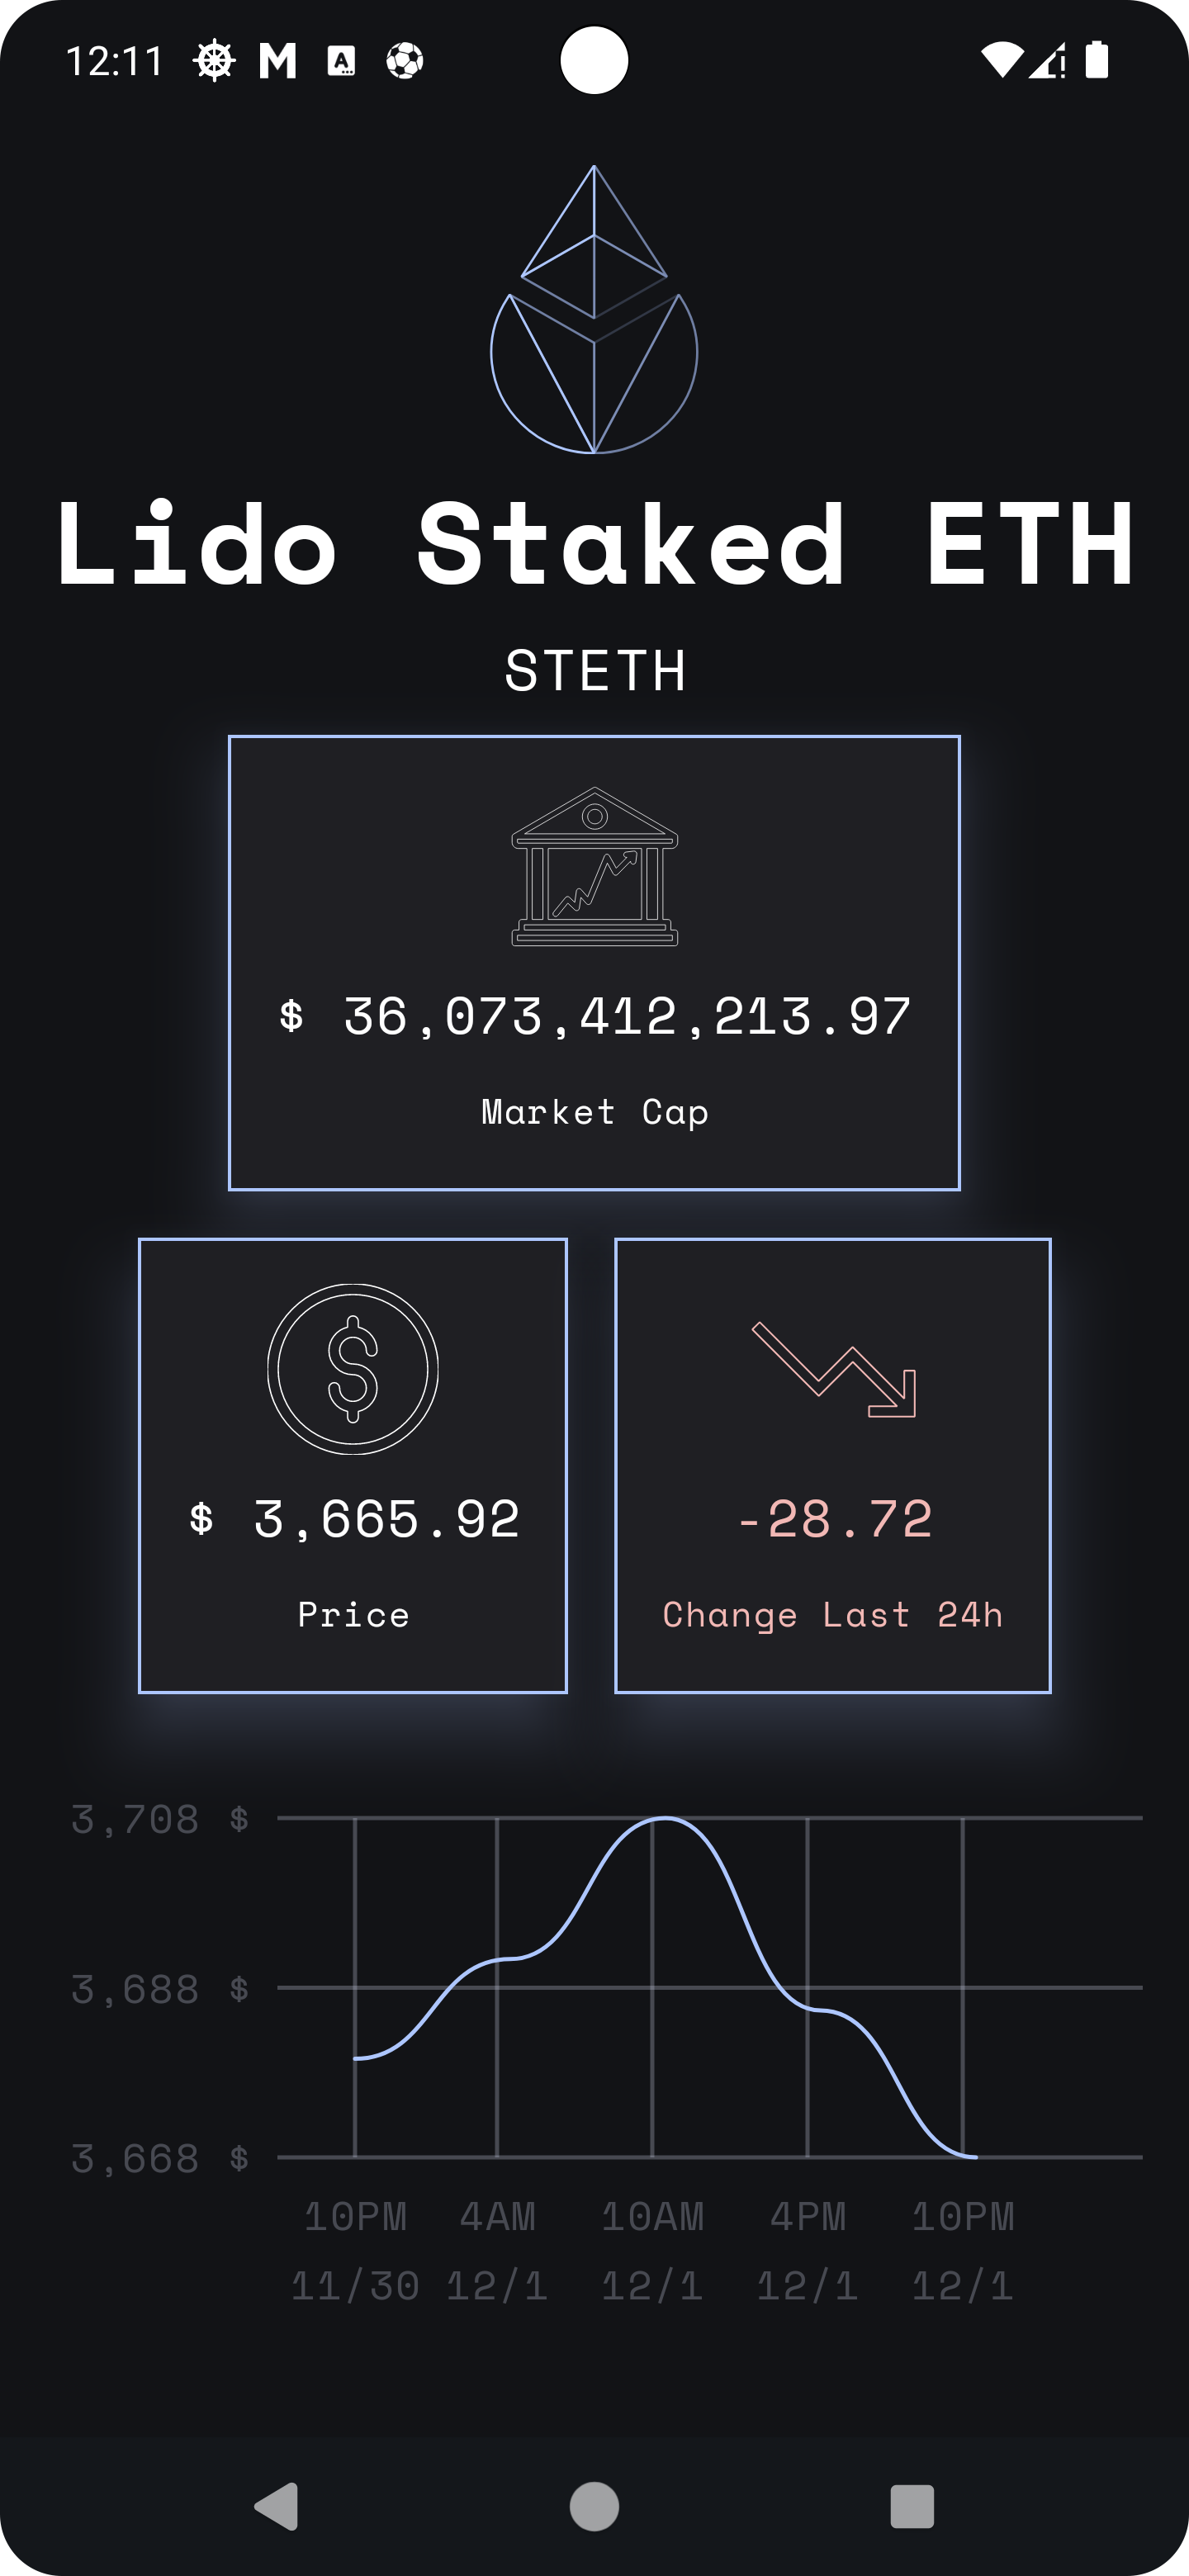 12:11
Lido Staked ETH
STETH
$ 36,073,412,213.97
Market Cap
$ 3,665.92
Price
-28.72
Change Last 24h
3,708 $
3,688 $
3,668 $
10PM 4AM 10AM 4PM 10PM
11/30 12/1 12/1 12/1 12/1